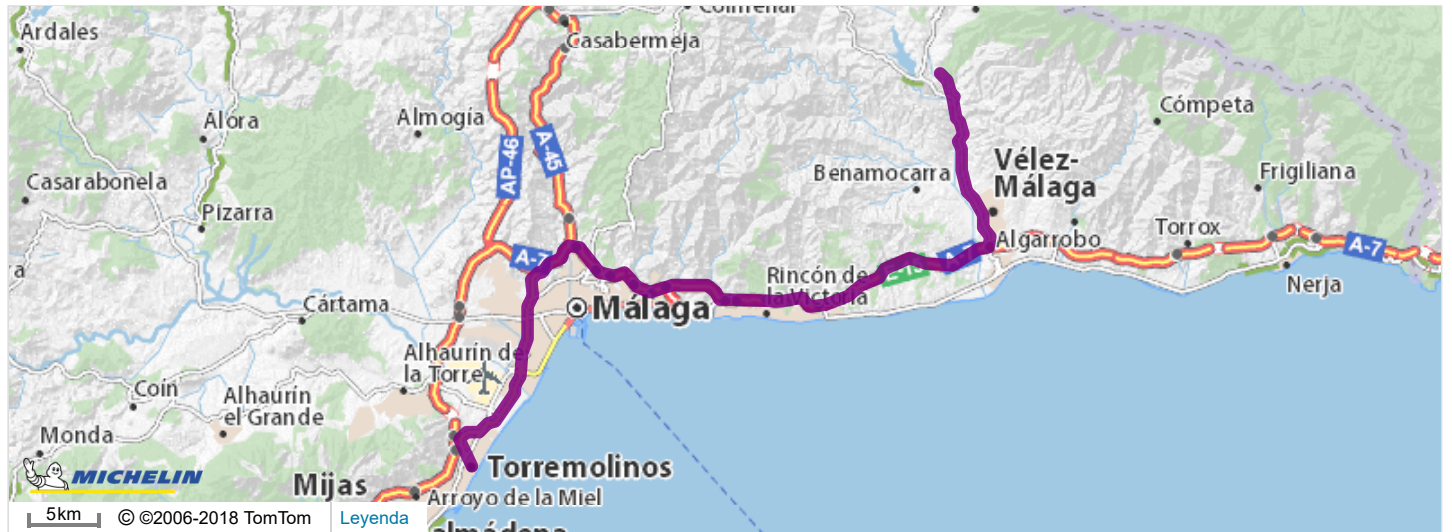 Colmenar
Ardales
Casabermeja
Cómpeta
Álora
Almogía
A-45
AP-46
Vélez-
Málaga
Benamocarra
Frigiliana
Casarabonela
Pizarra
Torrox
Algarrobo
A-7
A-7
Nerja
a
Rincón de
la Victoria
Málaga
Cártama
Alhaurín de
la Torre
Coín
Alhaurín
el Grande
Monda
Torremolinos
MICHELIN
Mijas
Arroyo de la Miel
5km
© ©2006-2018 TomTom
Leyenda